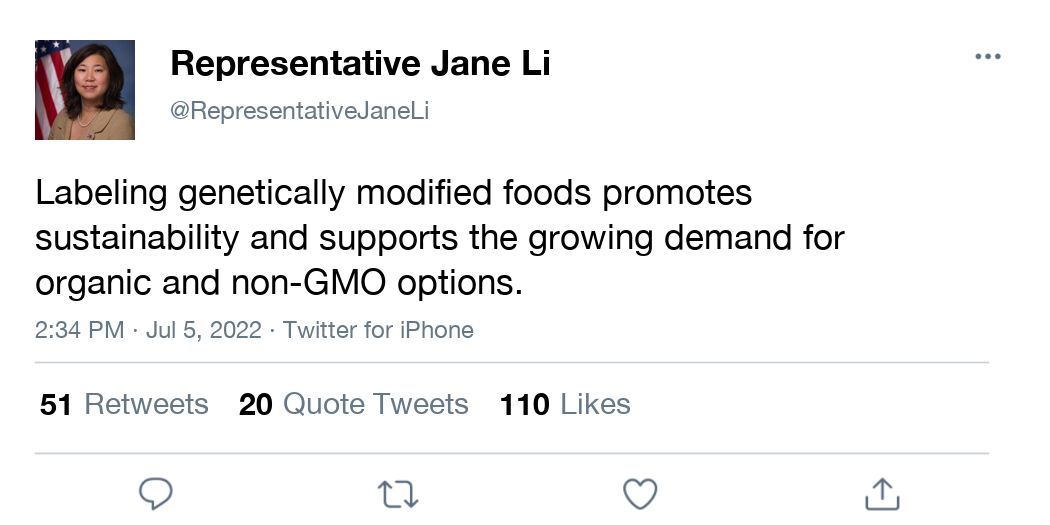 Representative Jane Li
@RepresentativeJaneLi
Labeling genetically modified foods promotes
sustainability and supports the growing demand for
organic and non-GMO options.
2:34 PM · Jul 5, 2022 · Twitter for iPhone
51 Retweets 20 Quote Tweets 110 Likes